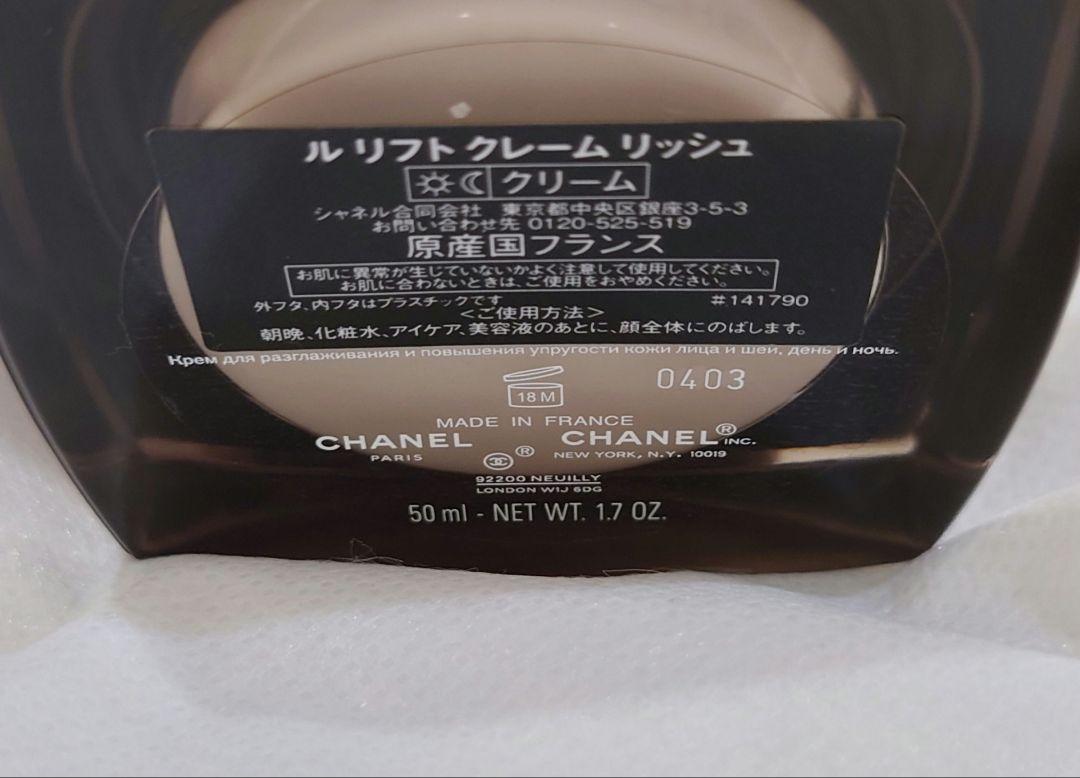 ル リフト クレーム リッシュ
クリーム
シャネル合同会社 東京都中央区銀座3-5-3
お問い合わせ先 0120-525-519
原産国フランス
お肌に異常が生じていないかよく注意して使用してください。
お肌に合わないときは、ご使用をおやめください。
外フタ、内フタはプラスチックです #141790
<ご使用方法>
朝晩、化粧水、アイケア、美容液のあとに、顔全体にのばします。
Крем для разглаживания и повышения упругости кожи лица и шеи, день и ночь.
18 M 0403
MADE IN FRANCE
CHANEL CHANEL® INC.
PARIS ® NEW YORK, N.Y. 10019
92200 NEUILLY
LONDON W1J 6DG
50 ml - NET WT. 1.7 OZ.